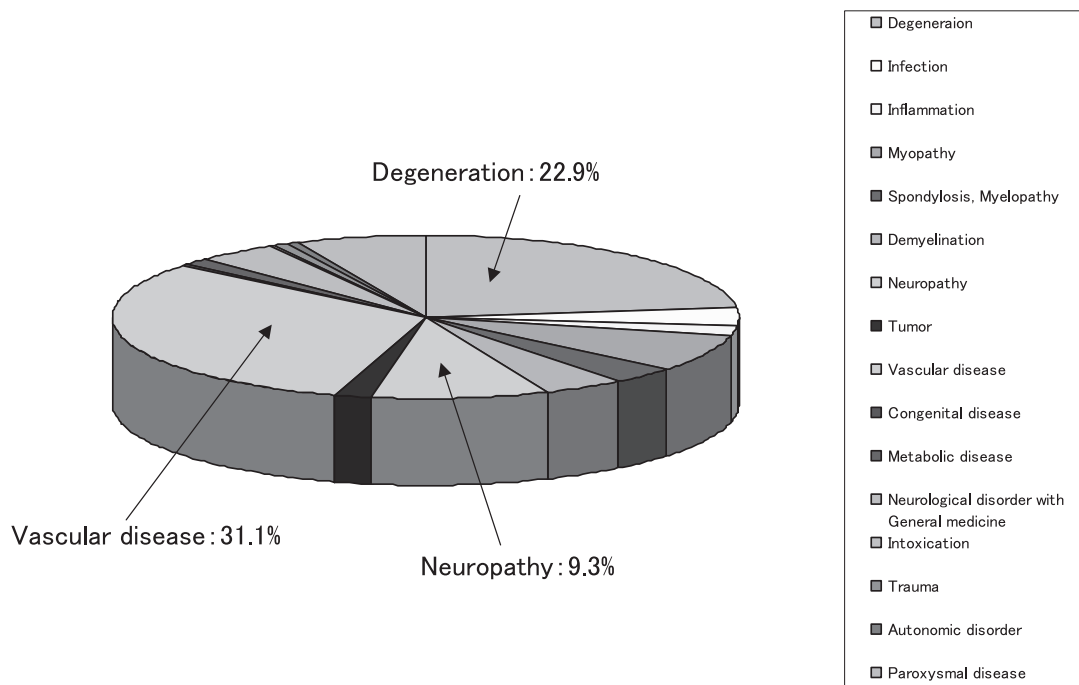 Degeneration : 22.9%
Vascular disease : 31.1%
Neuropathy : 9.3%
Degeneraion
Infection
Inflammation
Myopathy
Spondylosis, Myelopathy
Demyelination
Neuropathy
Tumor
Vascular disease
Congenital disease
Metabolic disease
Neurological disorder with
General medicine
Intoxication
Trauma
Autonomic disorder
Paroxysmal disease